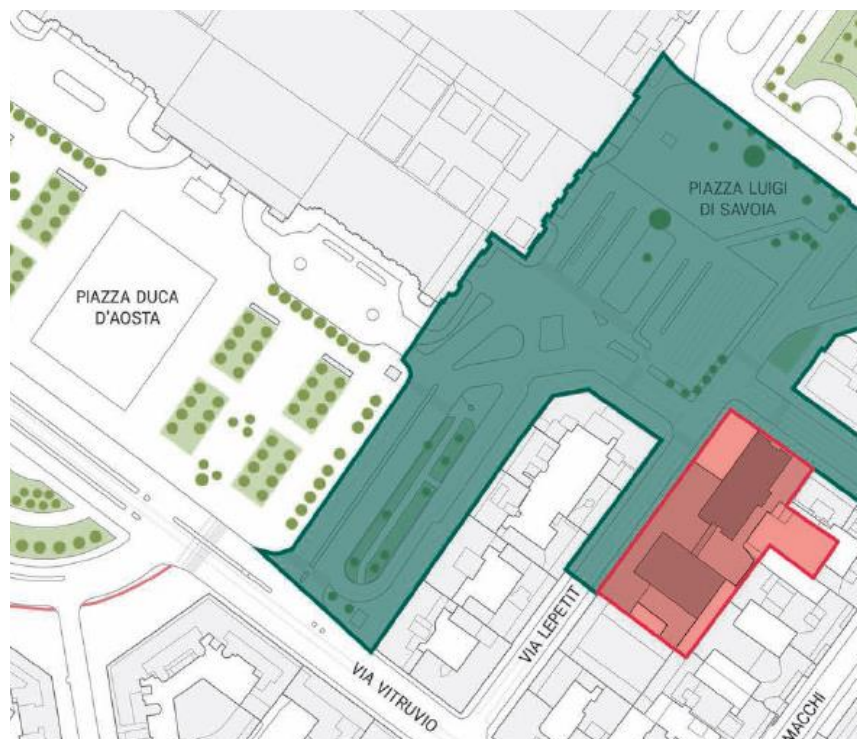 PIAZZA LUIGI
DI SAVOIA
PIAZZA DUCA
D'AOSTA
VIA LEPETIT
VIA VITRUVIO
MACCHI